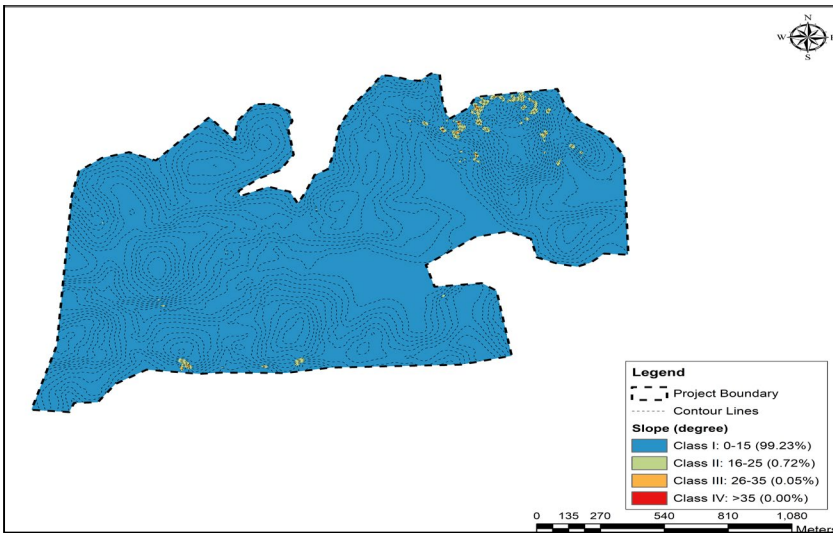 N
W E
S
Legend
Project Boundary
Contour Lines
Slope (degree)
Class I: 0-15 (99.23%)
Class II: 16-25 (0.72%)
Class III: 26-35 (0.05%)
Class IV: >35 (0.00%)
0 135 270 540 810 1,080
Meters